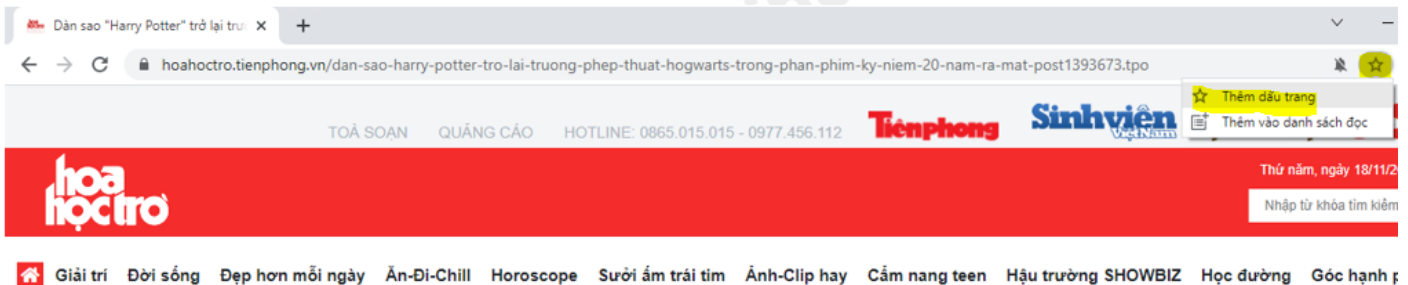 Dàn sao "Harry Potter" trở lại trư
hoahoctro.tienphong.vn/dan-sao-harry-potter-tro-lai-truong-phep-thuat-hogwarts-trong-phan-phim-ky-niem-20-nam-ra-mat-post1393673.tpo
Thêm dấu trang
Thêm vào danh sách đọc
TOÀ SOẠN QUẢNG CÁO HOTLINE: 0865.015.015 - 0977.456.112 Tiềnphong Sinhviên
Việt Nam
hoa
học trò
Thứ năm, ngày 18/11/2
Nhập từ khóa tìm kiếm
Giải trí Đời sống Đẹp hơn mỗi ngày Ăn-Đi-Chill Horoscope Sưởi ấm trái tim Ảnh-Clip hay Cẩm nang teen Hậu trường SHOWBIZ Học đường Góc hạnh